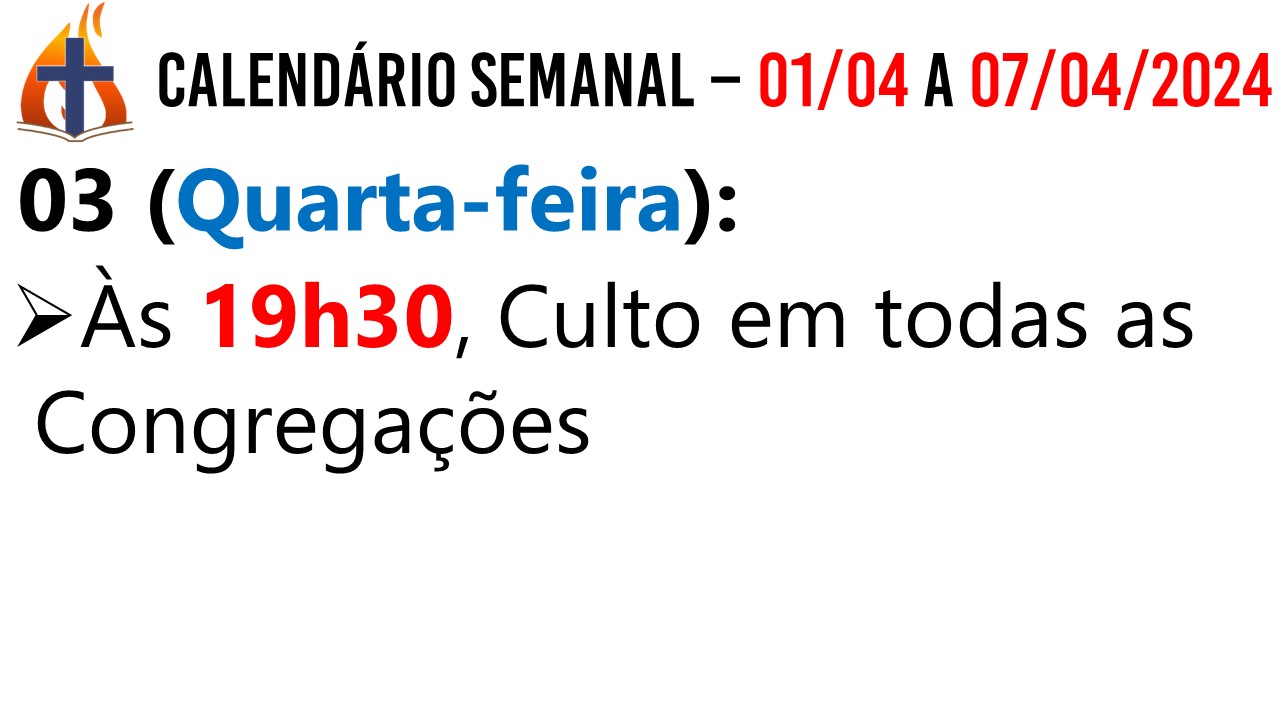 CALENDÁRIO SEMANAL – 01/04 A 07/04/2024
03 (Quarta-feira):
➢Às 19h30, Culto em todas as
Congregações